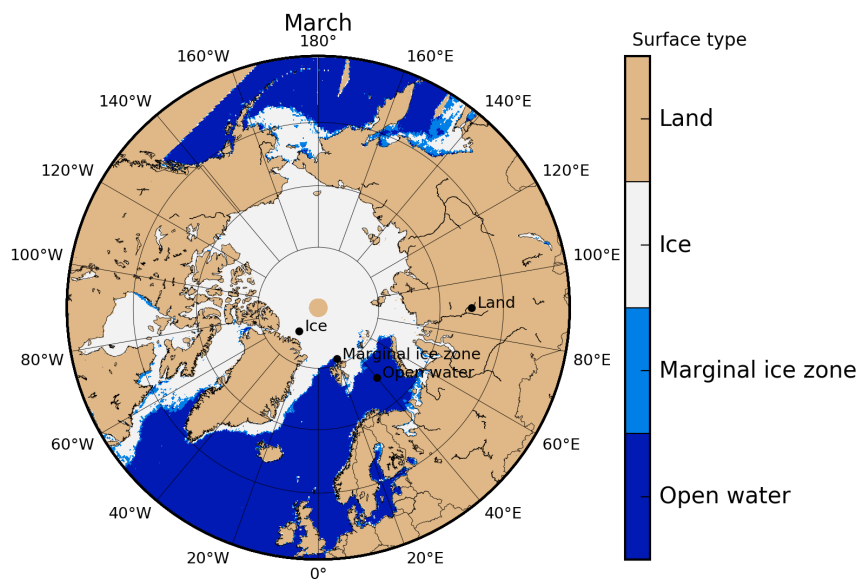 March
180°
160°W
160°E
140°W
140°E
120°W
120°E
100°W
100°E
80°W
80°E
60°W
60°E
40°W
40°E
20°W
20°E
0°
Land
Ice
Marginal ice zone
Open water
Surface type
Land
Ice
Marginal ice zone
Open water